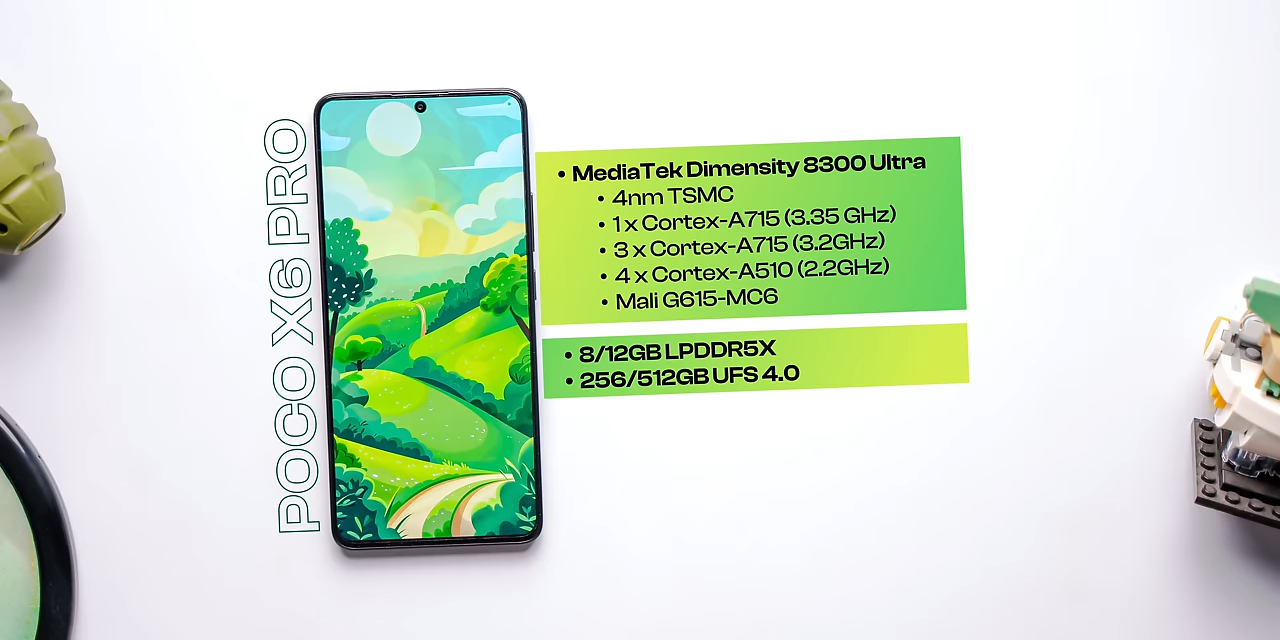 POCO X6 PRO
• MediaTek Dimensity 8300 Ultra
• 4nm TSMC
• 1 x Cortex-A715 (3.35 GHz)
• 3 x Cortex-A715 (3.2GHz)
• 4 x Cortex-A510 (2.2GHz)
• Mali G615-MC6
• 8/12GB LPDDR5X
• 256/512GB UFS 4.0